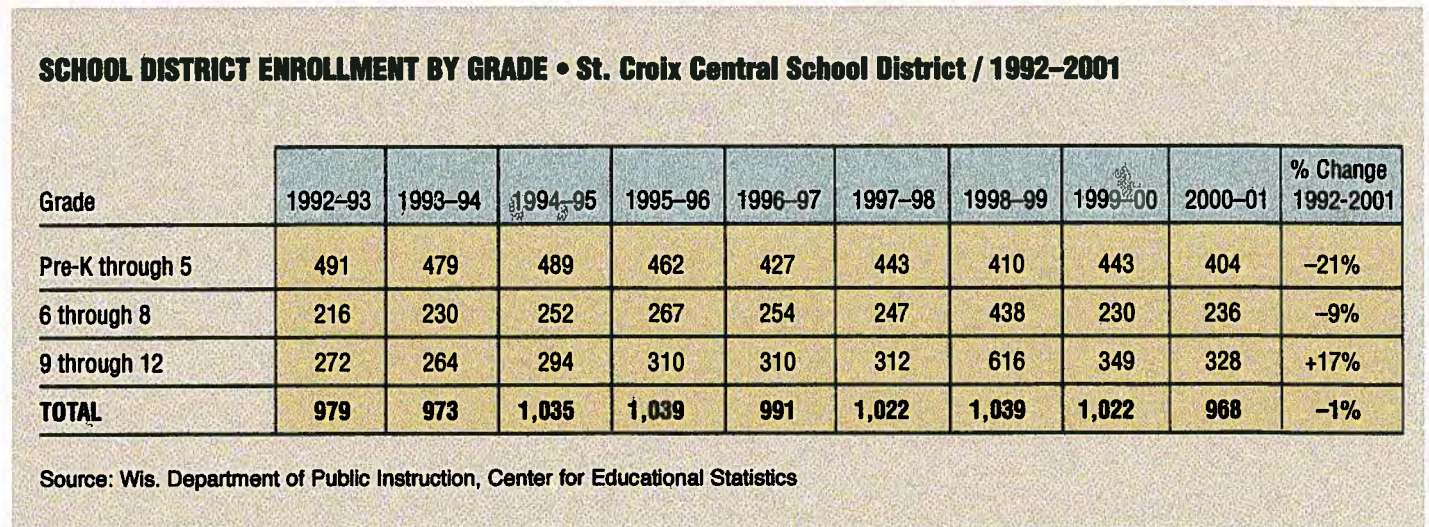 SCHOOL DISTRICT ENROLLMENT BY GRADE • St. Croix Central School District / 1992–2001
% Change
Grade 1992–93 1993–94 1994–95 1995–96 1996–97 1997–98 1998–99 1999–00 2000–01 1992-2001
Pre-K through 5 491 479 489 462 427 443 410 443 404 –21%
6 through 8 216 230 252 267 254 247 438 230 236 –9%
9 through 12 272 264 294 310 310 312 616 349 328 +17%
TOTAL 979 973 1,035 1,039 991 1,022 1,039 1,022 968 –1%
Source: Wis. Department of Public Instruction, Center for Educational Statistics